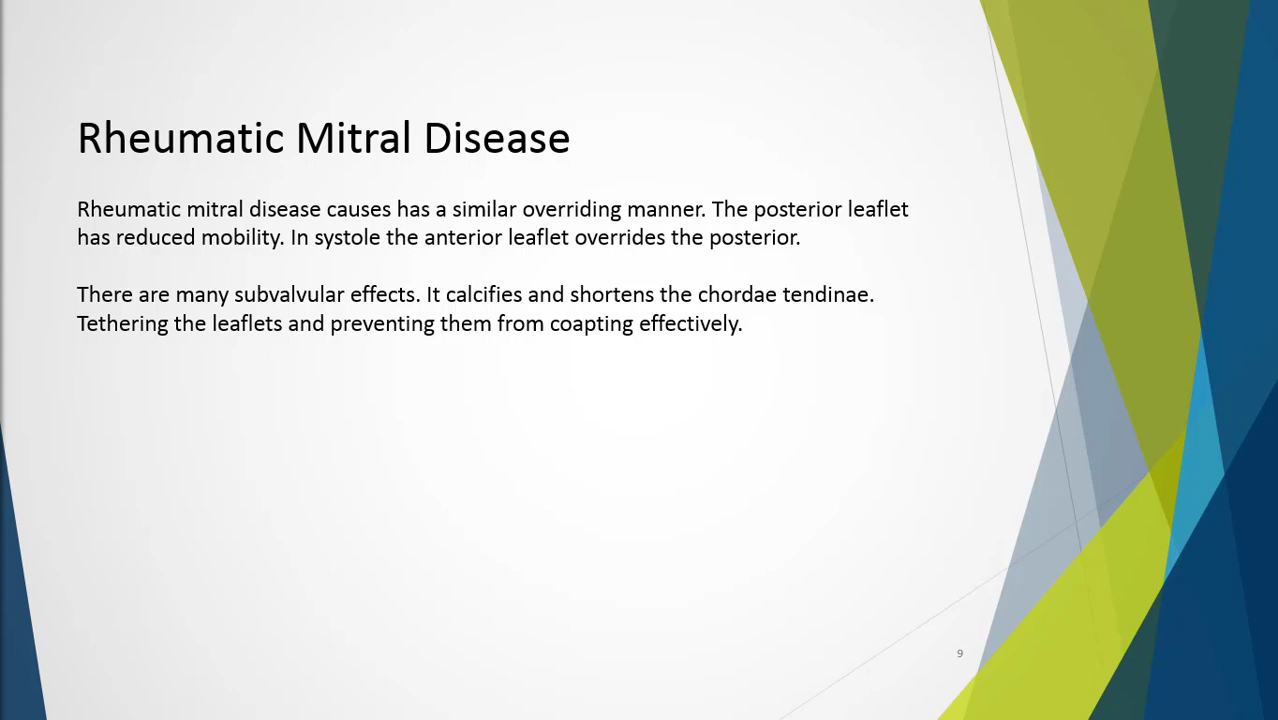 Rheumatic Mitral Disease
Rheumatic mitral disease causes has a similar overriding manner. The posterior leaflet
has reduced mobility. In systole the anterior leaflet overrides the posterior.
There are many subvalvular effects. It calcifies and shortens the chordae tendinae.
Tethering the leaflets and preventing them from coapting effectively.
9